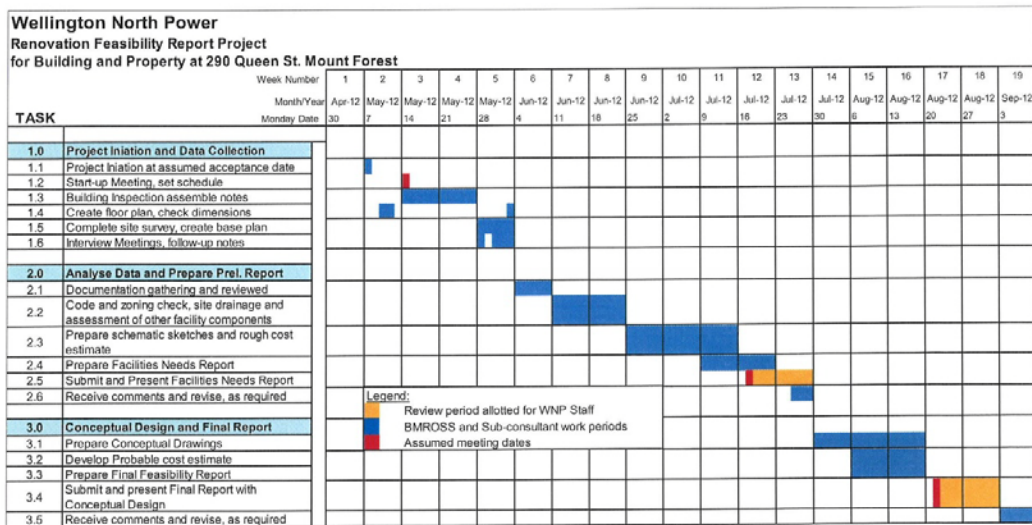 Wellington North Power
Renovation Feasibility Report Project
for Building and Property at 290 Queen St. Mount Forest
Week Number 1 2 3 4 5 6 7 8 9 10 11 12 13 14 15 16 17 18 19
Month/Year Apr-12 May-12 May-12 May-12 May-12 Jun-12 Jun-12 Jun-12 Jun-12 Jul-12 Jul-12 Jul-12 Jul-12 Jul-12 Aug-12 Aug-12 Aug-12 Aug-12 Sep-12
TASK Monday Date 30 7 14 21 28 4 11 18 25 2 9 16 23 30 6 13 20 27 3
1.0 Project Iniation and Data Collection
1.1 Project Iniation at assumed acceptance date
1.2 Start-up Meeting, set schedule
1.3 Building Inspection assemble notes
1.4 Create floor plan, check dimensions
1.5 Complete site survey, create base plan
1.6 Interview Meetings, follow-up notes
2.0 Analyse Data and Prepare Prel. Report
2.1 Documentation gathering and reviewed
2.2 Code and zoning check, site drainage and
assessment of other facility components
2.3 Prepare schematic sketches and rough cost
estimate
2.4 Prepare Facilities Needs Report
2.5 Submit and Present Facilities Needs Report
2.6 Receive comments and revise, as required
Legend:
Review period allotted for WNP Staff
BMROSS and Sub-consultant work periods
Assumed meeting dates
3.0 Conceptual Design and Final Report
3.1 Prepare Conceptual Drawings
3.2 Develop Probable cost estimate
3.3 Prepare Final Feasibility Report
3.4 Submit and present Final Report with
Conceptual Design
3.5 Receive comments and revise, as required